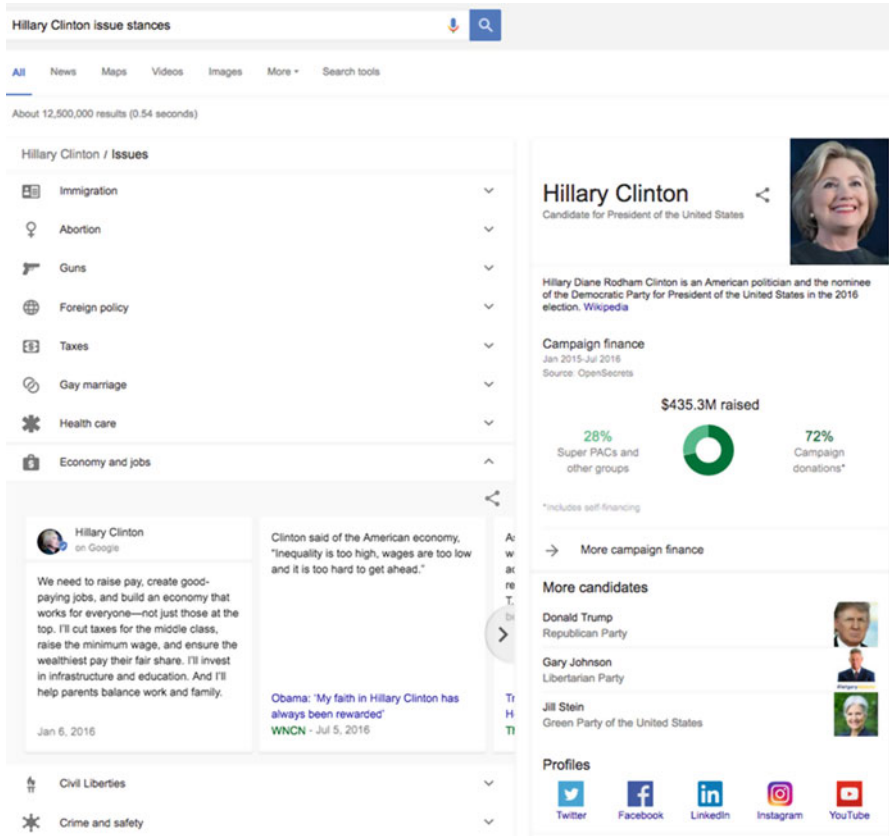 Hillary Clinton issue stances
All News Maps Videos Images More Search tools
About 12,500,000 results (0.54 seconds)
Hillary Clinton / Issues
Immigration
Abortion
Guns
Foreign policy
Taxes
Gay marriage
Health care
Economy and jobs
Hillary Clinton
on Google
We need to raise pay, create good-
paying jobs, and build an economy that
works for everyone—not just those at the
top. I'll cut taxes for the middle class,
raise the minimum wage, and ensure the
wealthiest pay their fair share. I'll invest
in infrastructure and education. And I'll
help parents balance work and family.
Jan 6, 2016
Clinton said of the American economy,
"Inequality is too high, wages are too low
and it is too hard to get ahead."
Obama: 'My faith in Hillary Clinton has
always been rewarded'
WNCN - Jul 5, 2016
Civil Liberties
Crime and safety
Hillary Clinton
Candidate for President of the United States
Hillary Diane Rodham Clinton is an American politician and the nominee
of the Democratic Party for President of the United States in the 2016
election. Wikipedia
Campaign finance
Jan 2015-Jul 2016
Source: OpenSecrets
$435.3M raised
28%
Super PACs and
other groups
72%
Campaign
donations*
*includes self-financing
More campaign finance
More candidates
Donald Trump
Republican Party
Gary Johnson
Libertarian Party
Jill Stein
Green Party of the United States
Profiles
Twitter Facebook LinkedIn Instagram YouTube